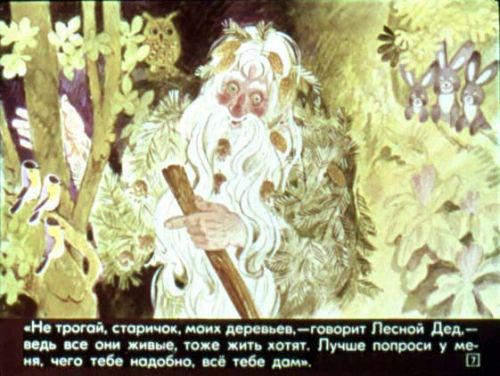 «Не трогай, старичок, моих деревьев,—говорит Лесной Дед,—
ведь все они живые, тоже жить хотят. Лучше попроси у ме-
ня, чего тебе надобно, всё тебе дам».
7